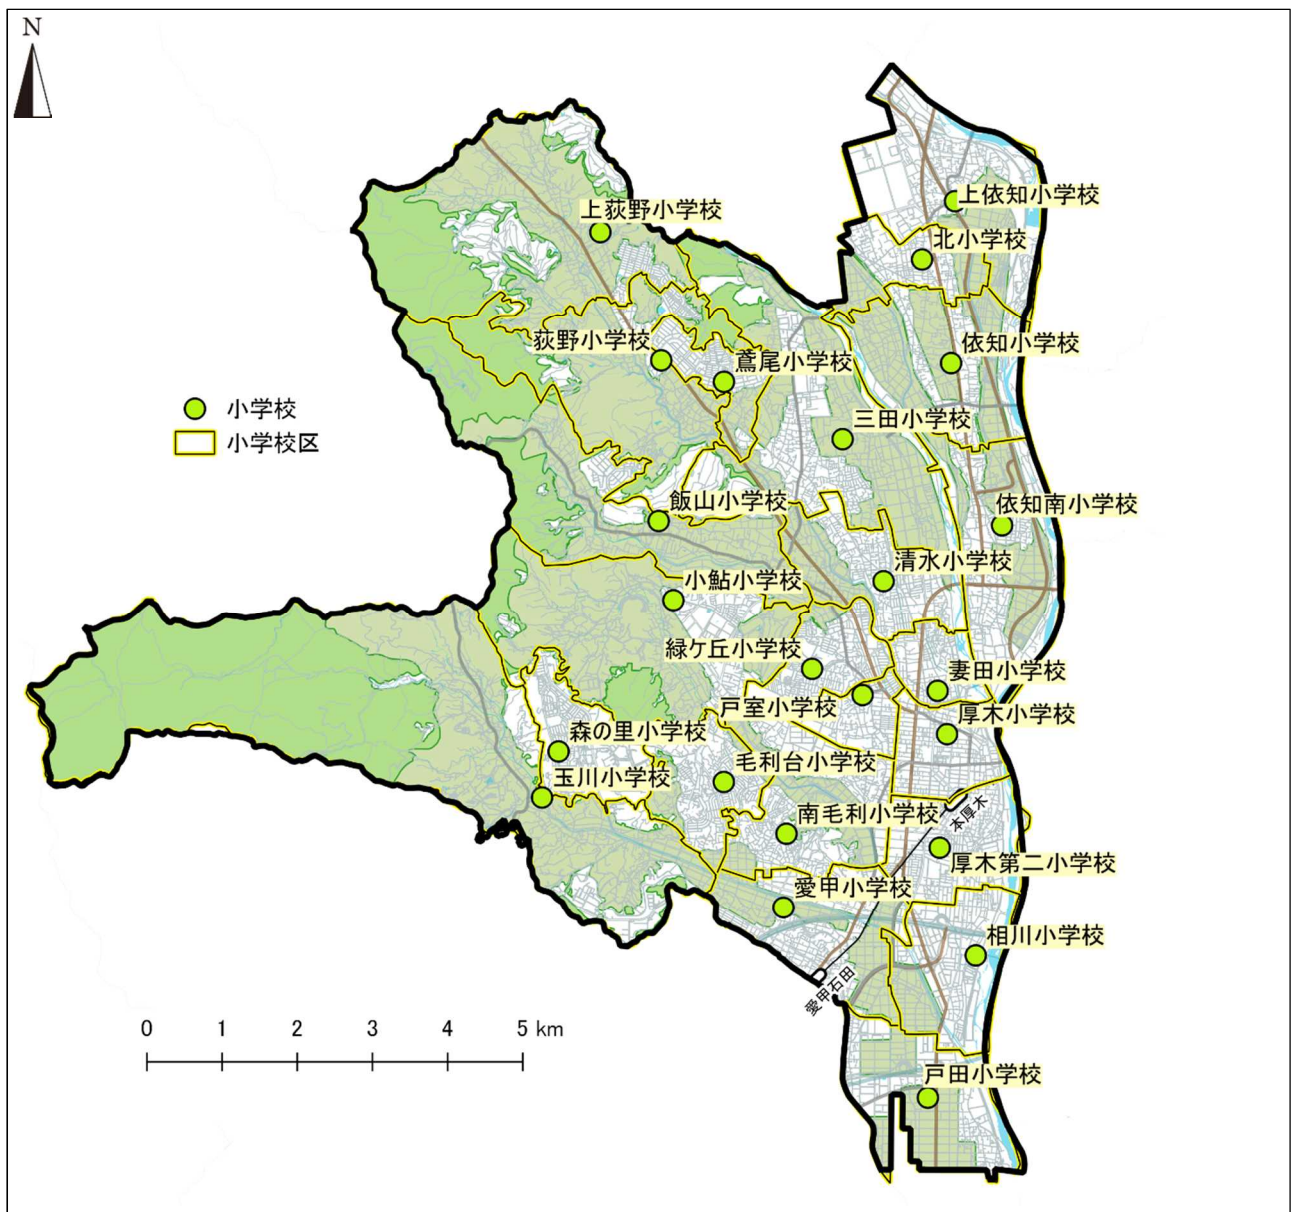 N
上依知小学校
上荻野小学校
北小学校
荻野小学校
依知小学校
鳶尾小学校
小学校
三田小学校
小学校区
飯山小学校
依知南小学校
清水小学校
小鮎小学校
緑ケ丘小学校
妻田小学校
戸室小学校
厚木小学校
森の里小学校
毛利台小学校
玉川小学校
南毛利小学校
本厚木
厚木第二小学校
愛甲小学校
相川小学校
愛甲石田
0 1 2 3 4 5 km
戸田小学校